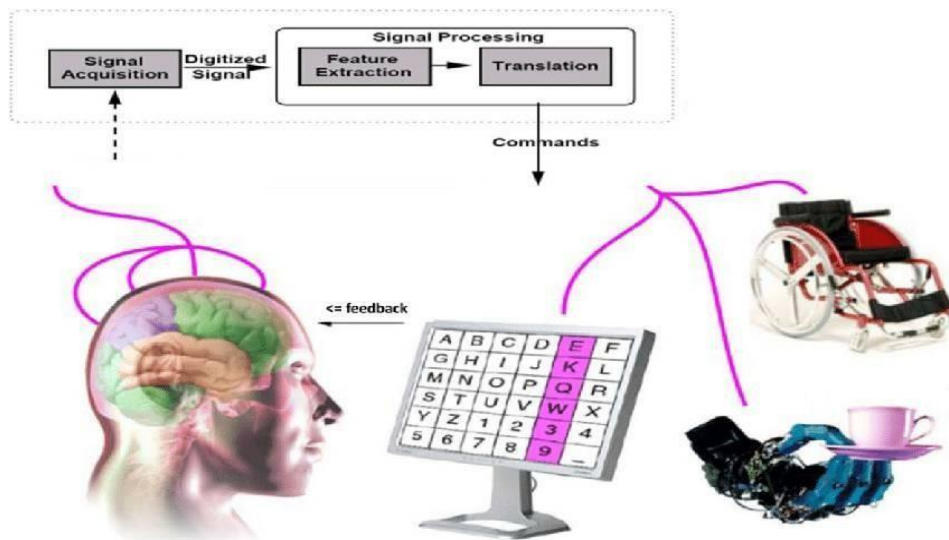 Signal Processing
Signal
Acquisition
Digitized
Signal
Feature
Extraction
Translation
Commands
<= feedback
A B C D E F
G H I J K L
M N O P Q R
S T U V W X
Y Z 1 2 3 4
5 6 7 8 9 _